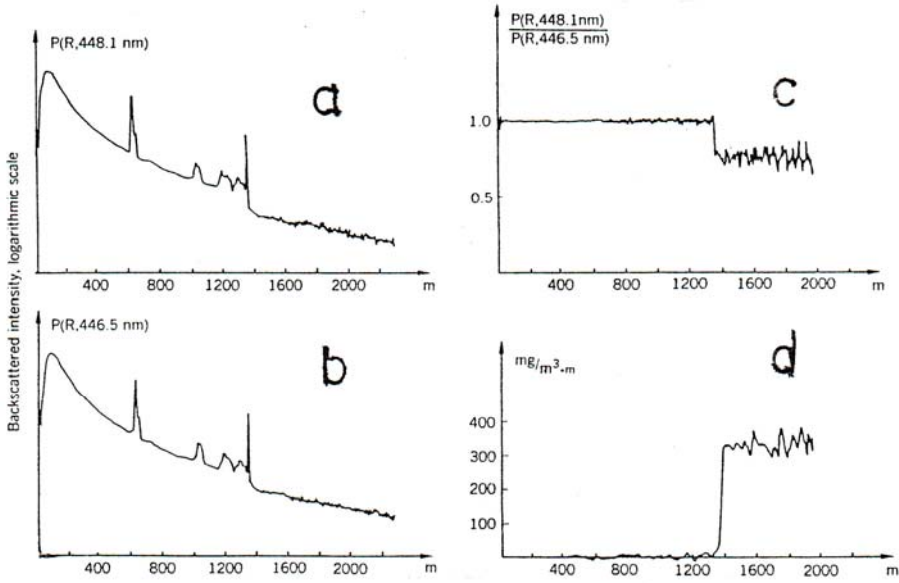 Backscattered intensity, logarithmic scale
P(R,448.1 nm)
a
400 800 1200 1600 2000 m
P(R,446.5 nm)
b
400 800 1200 1600 2000 m
P(R,448.1nm)
P(R,446.5 nm)
c
1.0
0.5
400 800 1200 1600 2000 m
mg/m³·m
d
400
300
200
100
400 800 1200 1600 2000 m